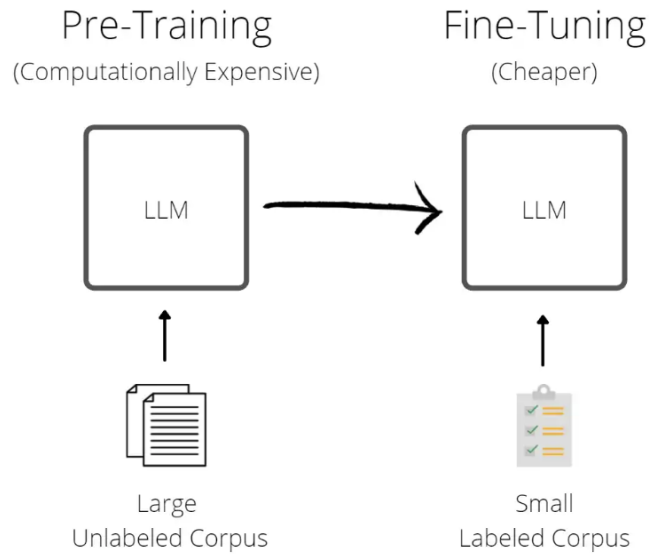 Pre-Training
(Computationally Expensive)
LLM
Large
Unlabeled Corpus
Fine-Tuning
(Cheaper)
LLM
Small
Labeled Corpus